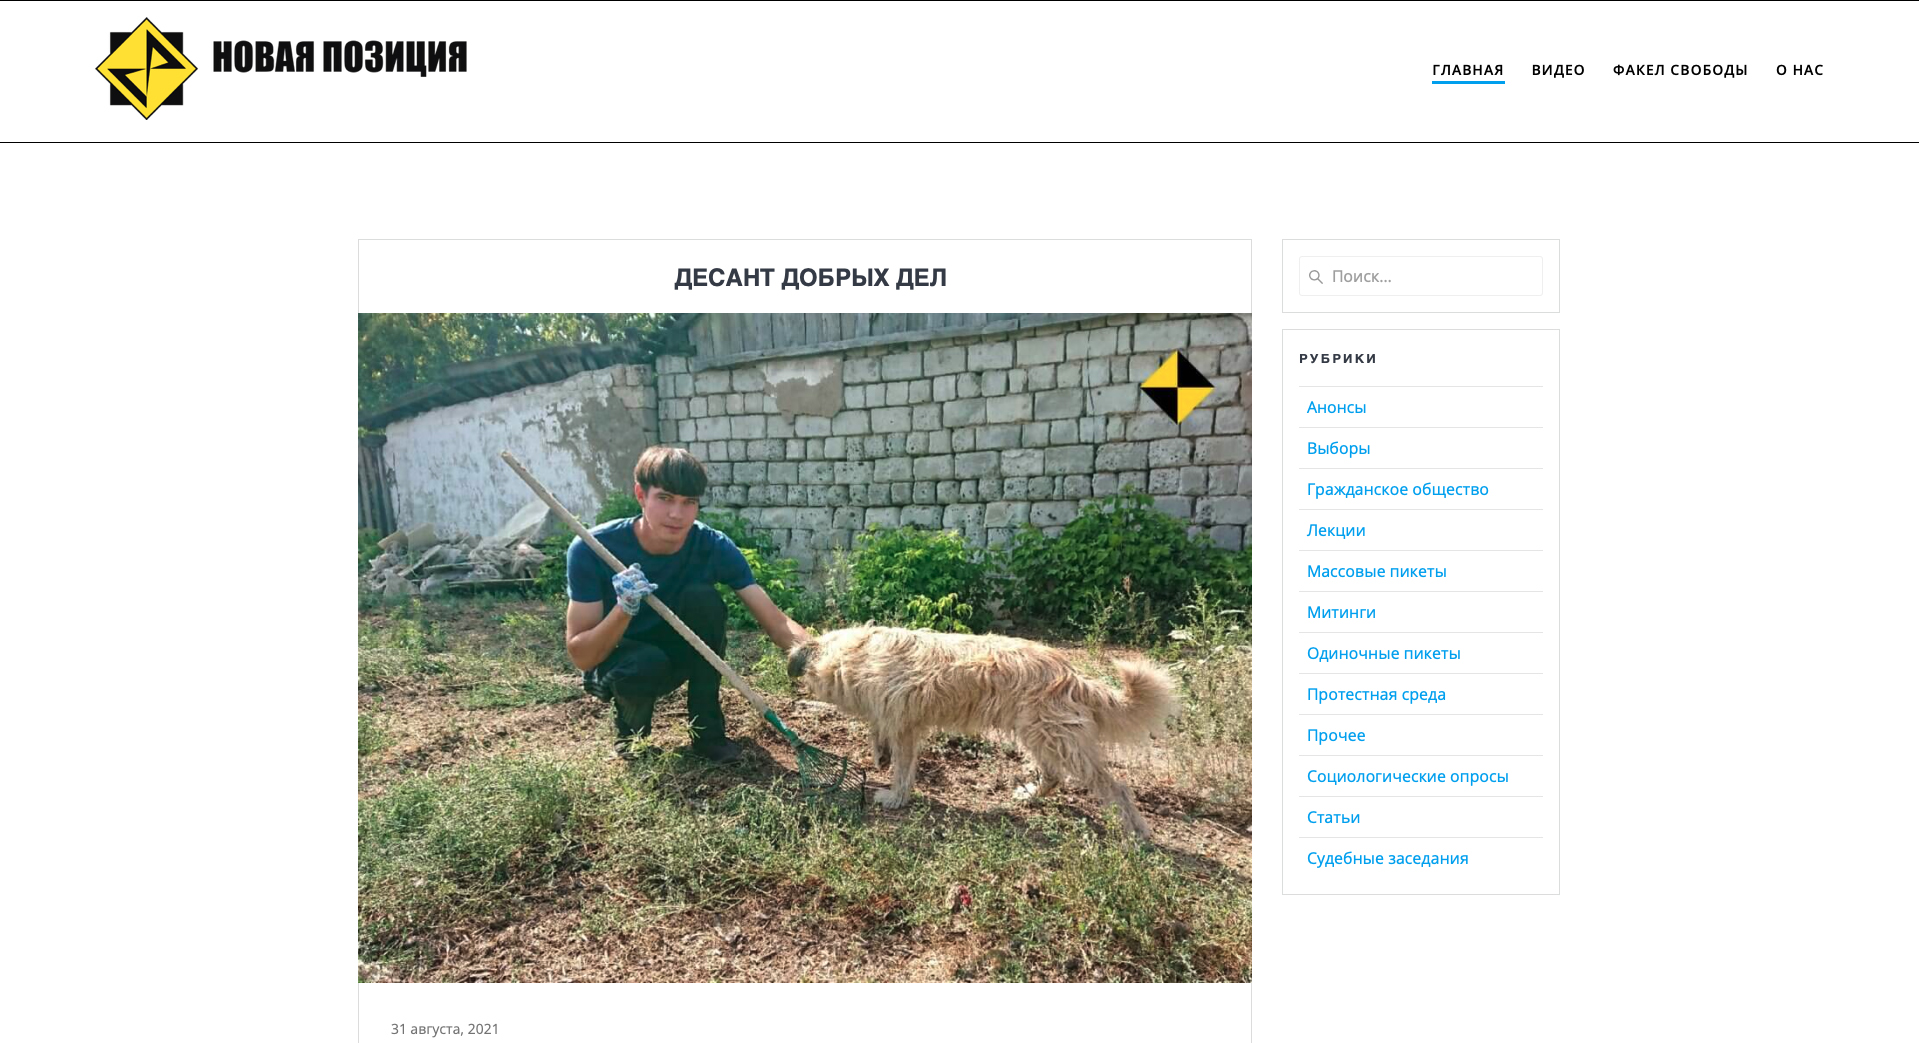 НОВАЯ ПОЗИЦИЯ
ГЛАВНАЯ ВИДЕО ФАКЕЛ СВОБОДЫ О НАС
ДЕСАНТ ДОБРЫХ ДЕЛ
31 августа, 2021
Поиск...
РУБРИКИ
Анонсы
Выборы
Гражданское общество
Лекции
Массовые пикеты
Митинги
Одиночные пикеты
Протестная среда
Прочее
Социологические опросы
Статьи
Судебные заседания